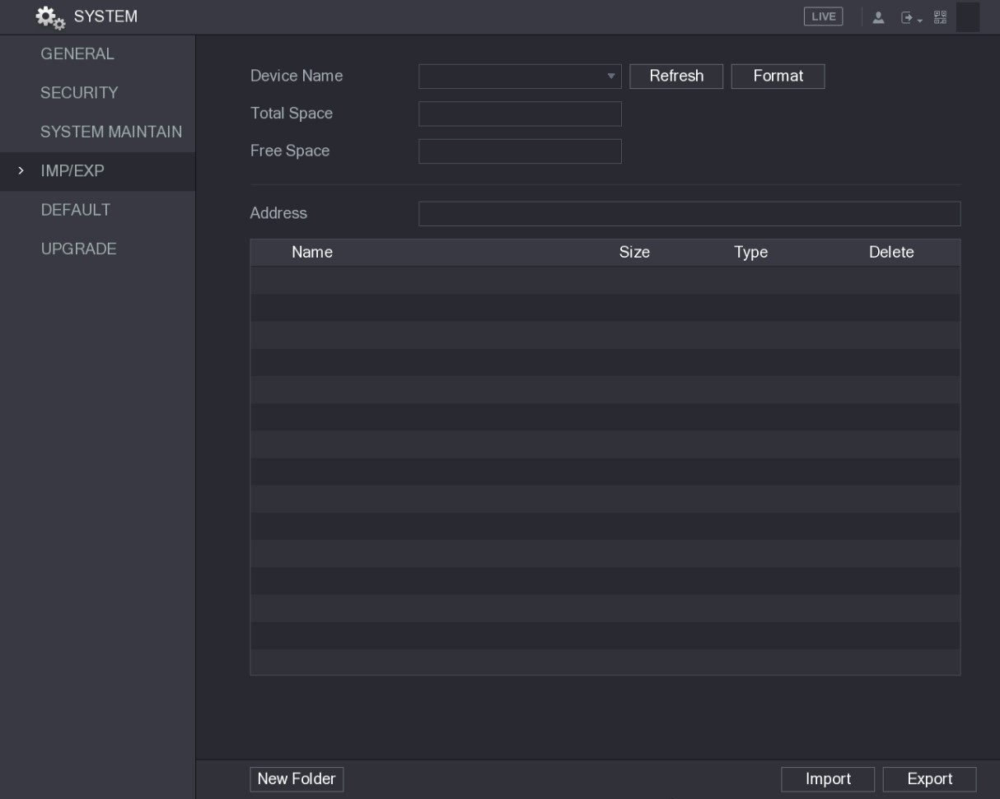 SYSTEM
LIVE
GENERAL
SECURITY
SYSTEM MAINTAIN
IMP/EXP
DEFAULT
UPGRADE
Device Name
Refresh
Format
Total Space
Free Space
Address
Name Size Type Delete
New Folder
Import
Export